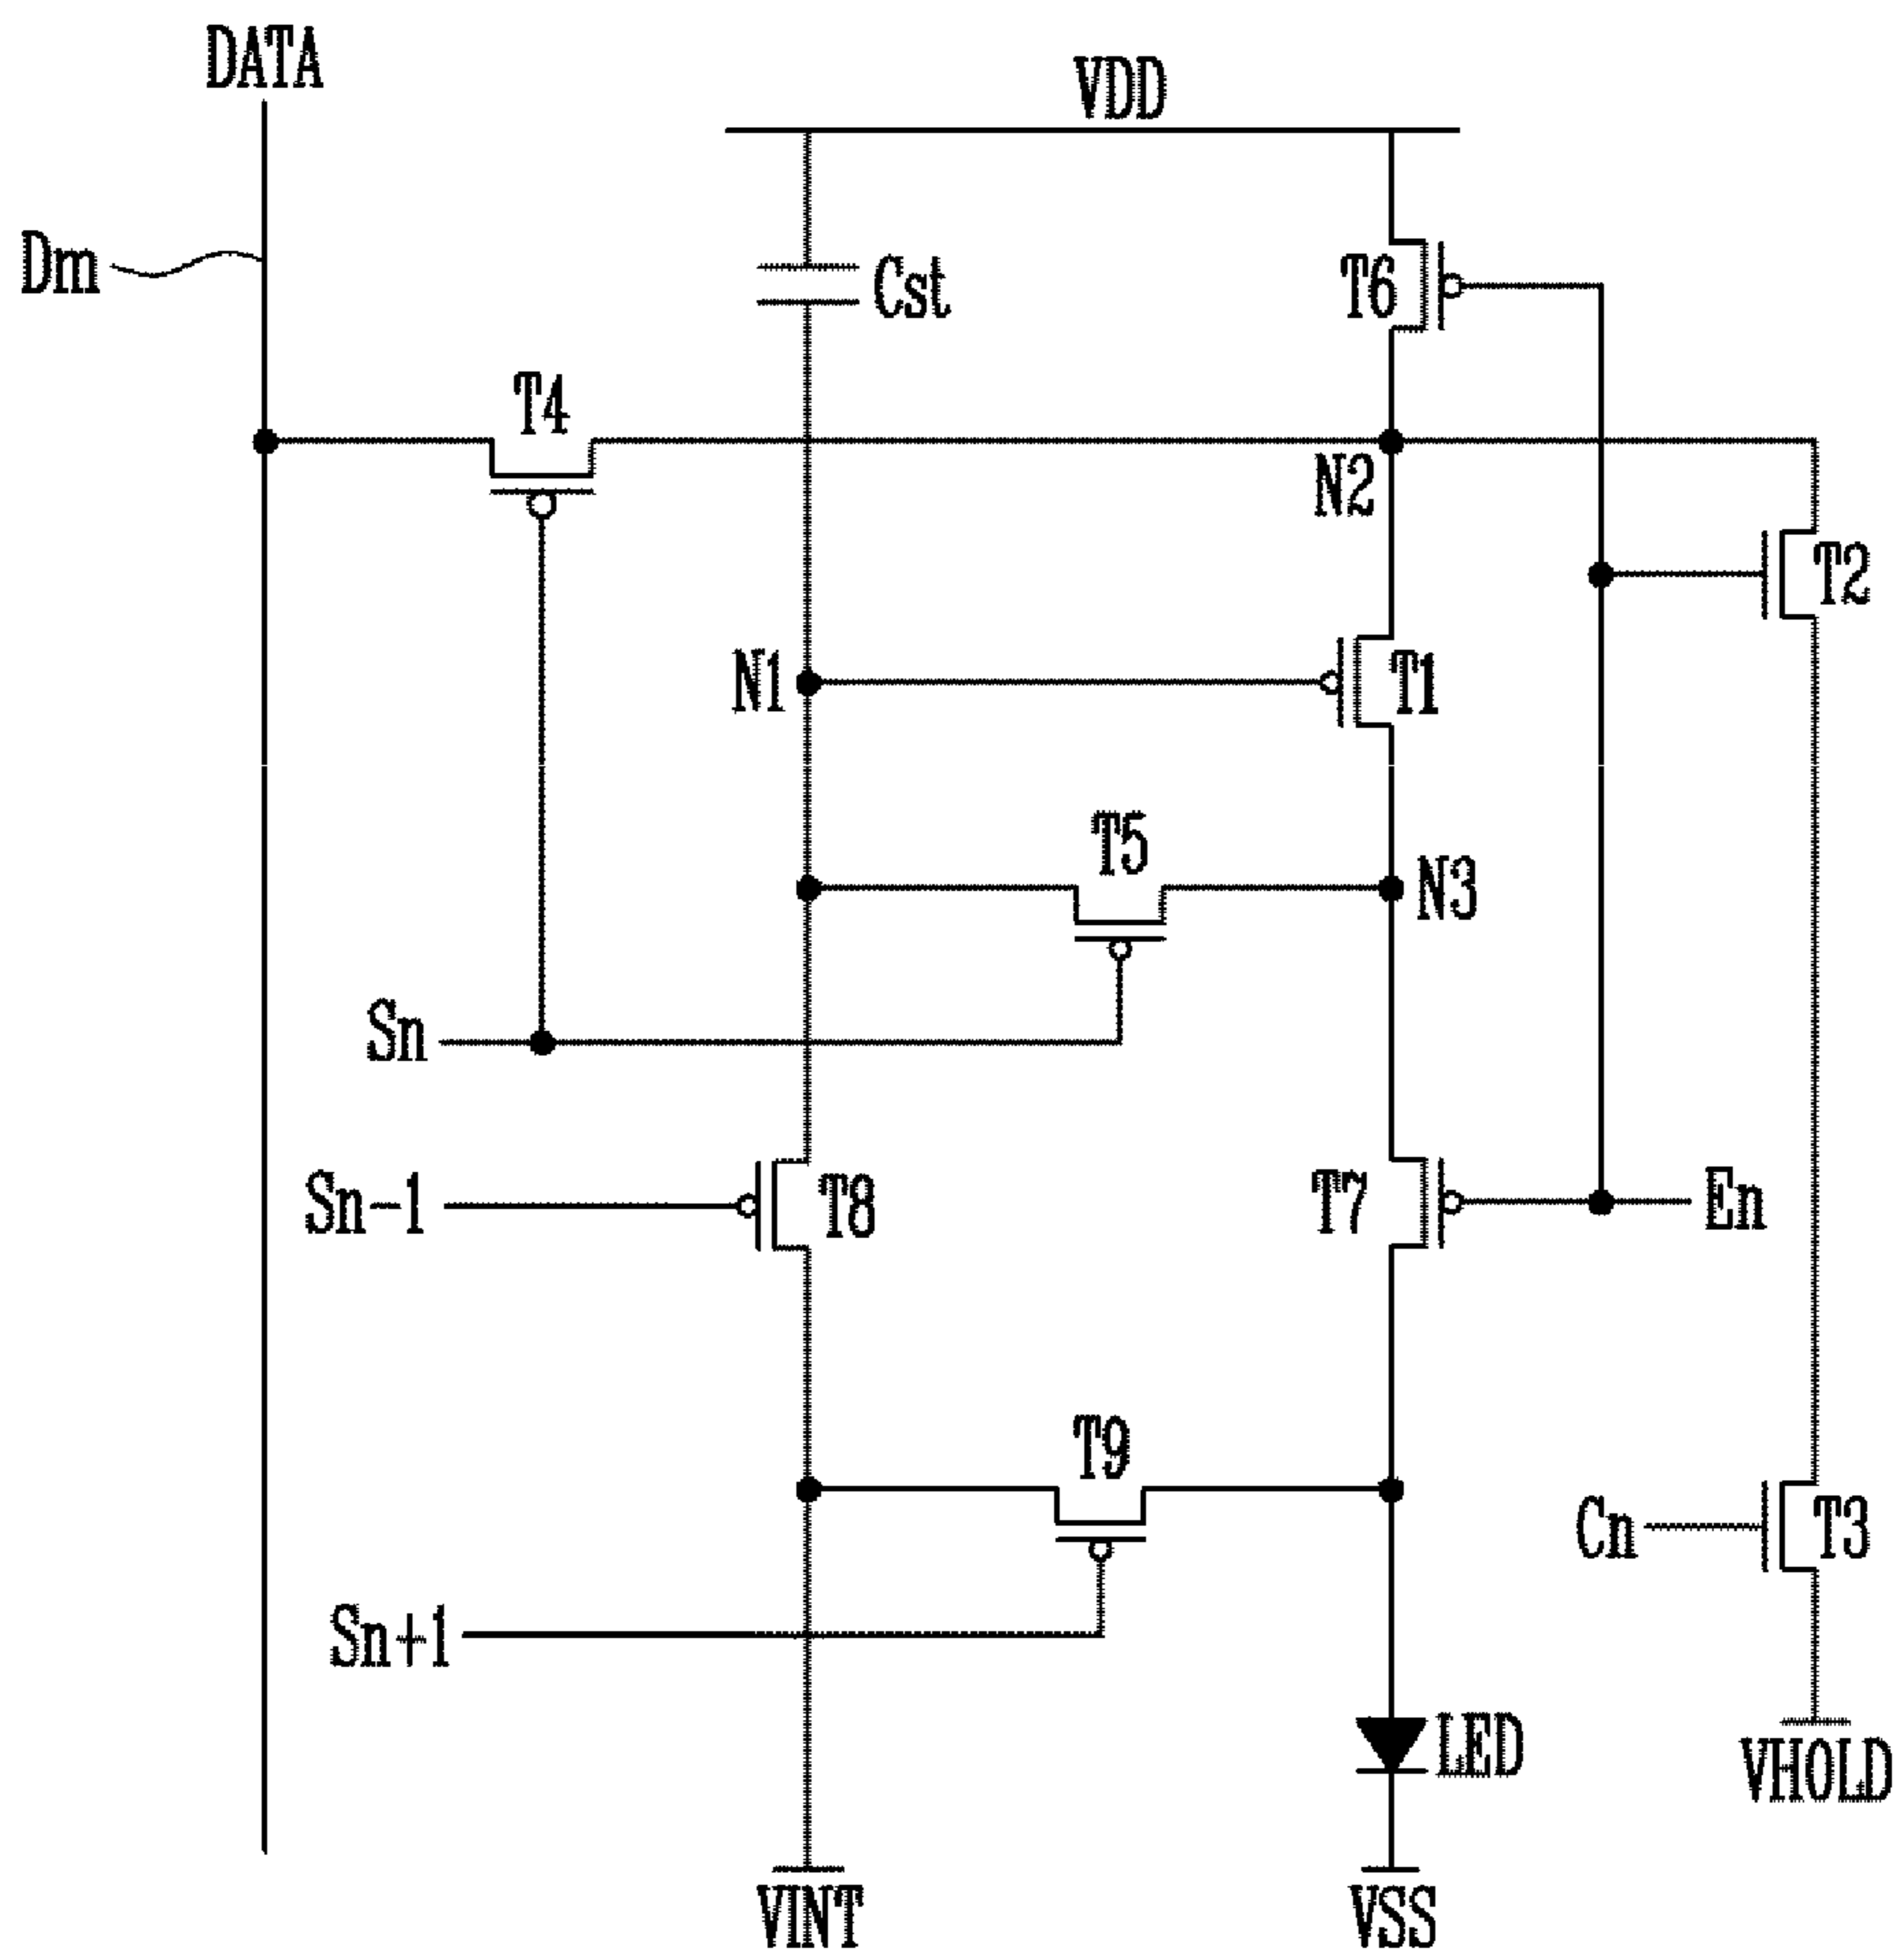 DATA
VDD
Dm
Cst
T6
T4
N2
T2
N1
T1
T5
N3
Sn
Sn-1
T8
T7
En
T9
Cn
T3
Sn+1
LED
VHOLD
VINT
VSS